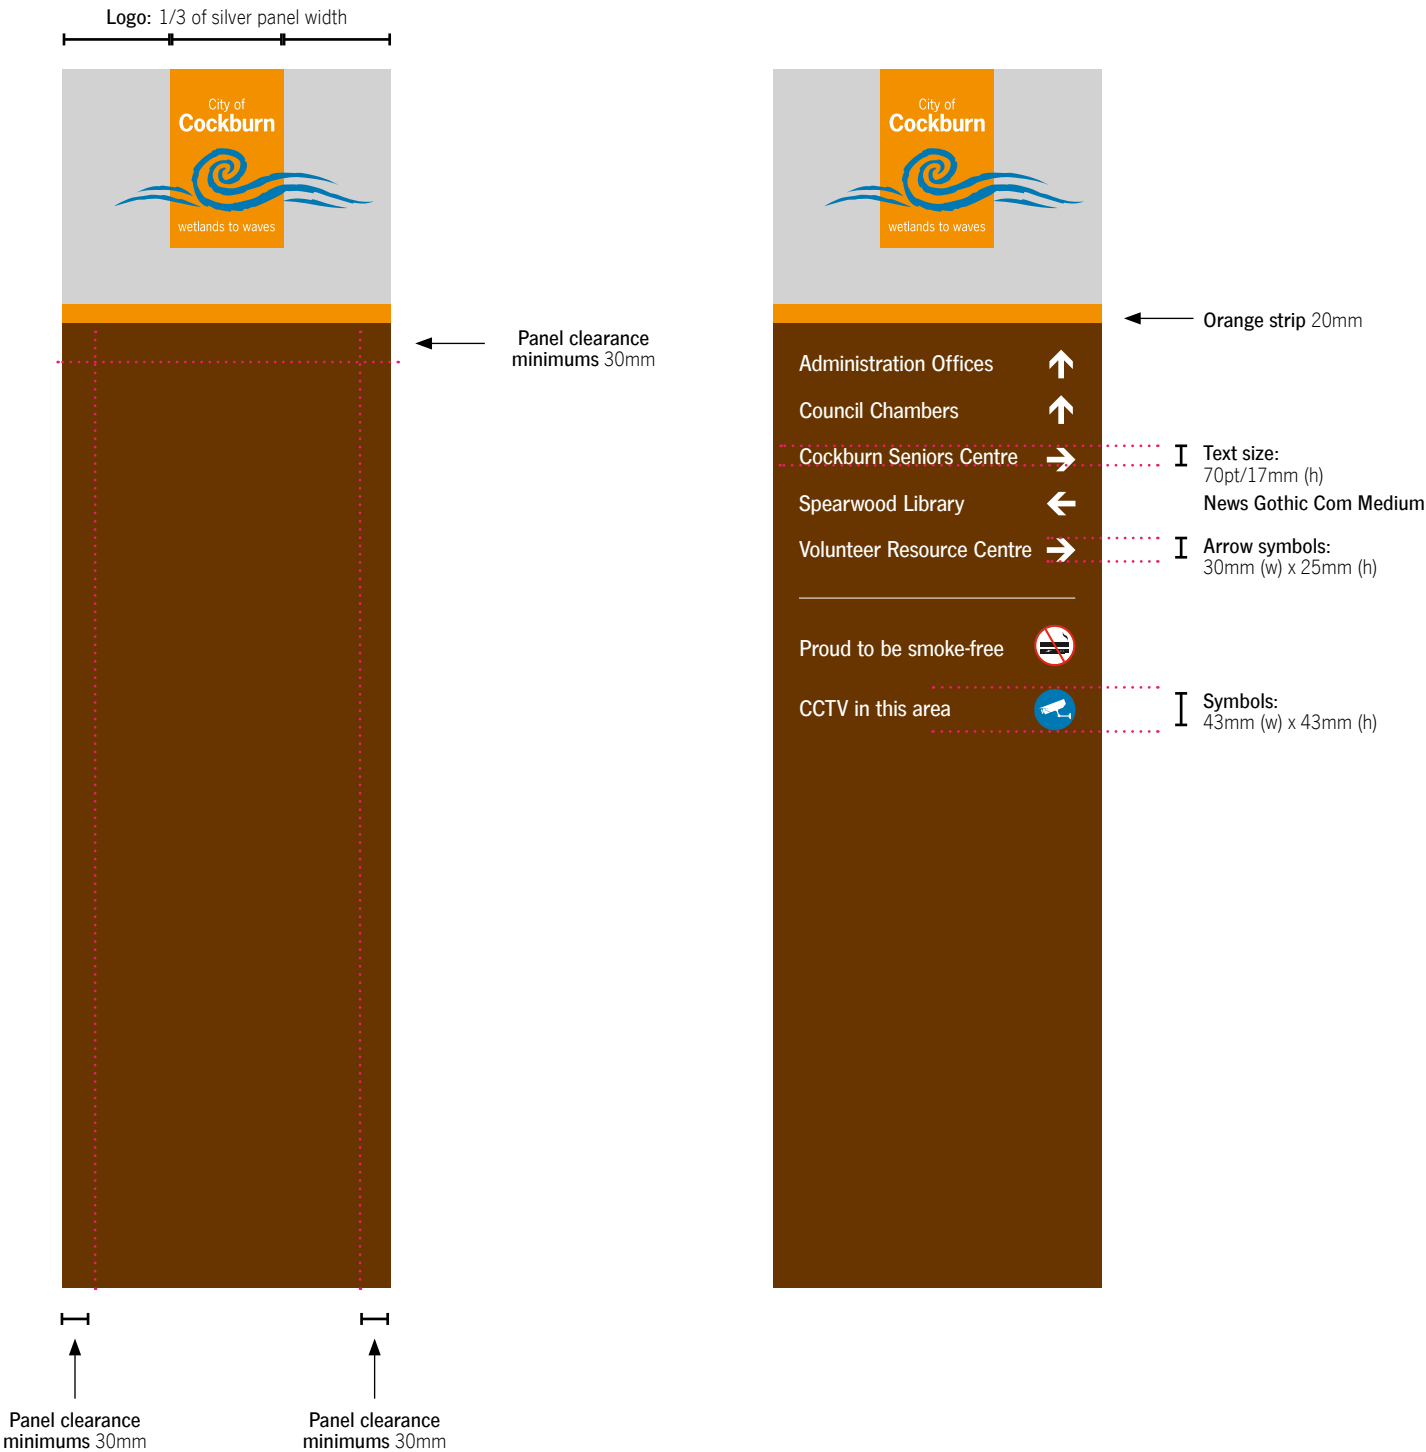 Logo: 1/3 of silver panel width
City of
Cockburn
wetlands to waves
Panel clearance
minimums 30mm
Panel clearance
minimums 30mm
Panel clearance
minimums 30mm
City of
Cockburn
wetlands to waves
Orange strip 20mm
Administration Offices
Council Chambers
Cockburn Seniors Centre
Spearwood Library
Volunteer Resource Centre
Proud to be smoke-free
CCTV in this area
Text size:
70pt/17mm (h)
News Gothic Com Medium
Arrow symbols:
30mm (w) x 25mm (h)
Symbols:
43mm (w) x 43mm (h)